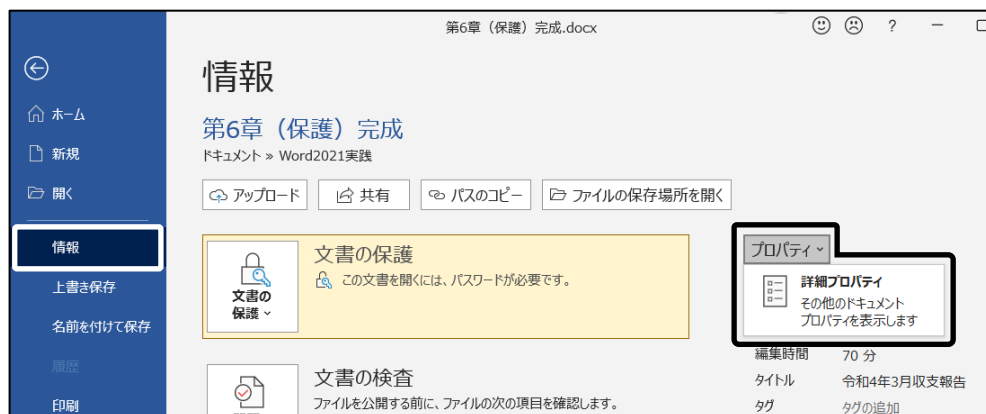 第6章（保護）完成.docx
?
情報
ホーム
新規
開く
情報
上書き保存
名前を付けて保存
履歴
印刷
第6章（保護）完成
ドキュメント » Word2021実践
アップロード
共有
パスのコピー
ファイルの保存場所を開く
文書の
保護
文書の保護
この文書を開くには、パスワードが必要です。
プロパティ
詳細プロパティ
その他のドキュメント
プロパティを表示します
編集時間 70 分
タイトル 令和4年3月収支報告
タグ タグの追加
文書の検査
ファイルを公開する前に、ファイルの次の項目を確認します。